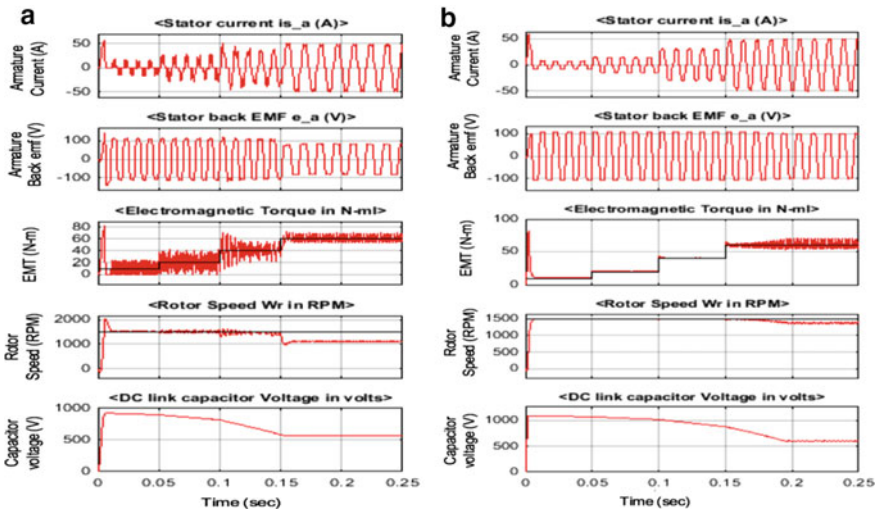 a
<Stator current is_a (A)>
Armature
Current (A)
50
0
-50
<Stator back EMF e_a (V)>
Armature
Back emf (V)
100
0
-100
<Electromagnetic Torque in N-ml>
EMT (N-m)
80
60
40
20
0
<Rotor Speed Wr in RPM>
Rotor
Speed (RPM)
2000
1000
0
<DC link capacitor Voltage in volts>
Capacitor
voltage (V)
1000
500
0
0 0.05 0.1 0.15 0.2 0.25
Time (sec)
b
<Stator current is_a (A)>
Armature
Current (A)
50
0
-50
<Stator back EMF e_a (V)>
Armature
Back emf (V)
100
0
-100
<Electromagnetic Torque in N-ml>
EMT (N-m)
100
50
0
<Rotor Speed Wr in RPM>
Rotor
Speed (RPM)
1500
1000
500
0
<DC link capacitor Voltage in volts>
Capacitor
voltage (V)
1000
500
0
0 0.05 0.1 0.15 0.2 0.25
Time (sec)